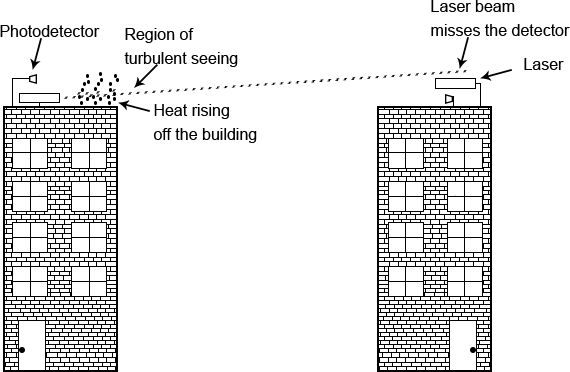 Photodetector
Region of
turbulent seeing
Heat rising
off the building
Laser beam
misses the detector
Laser